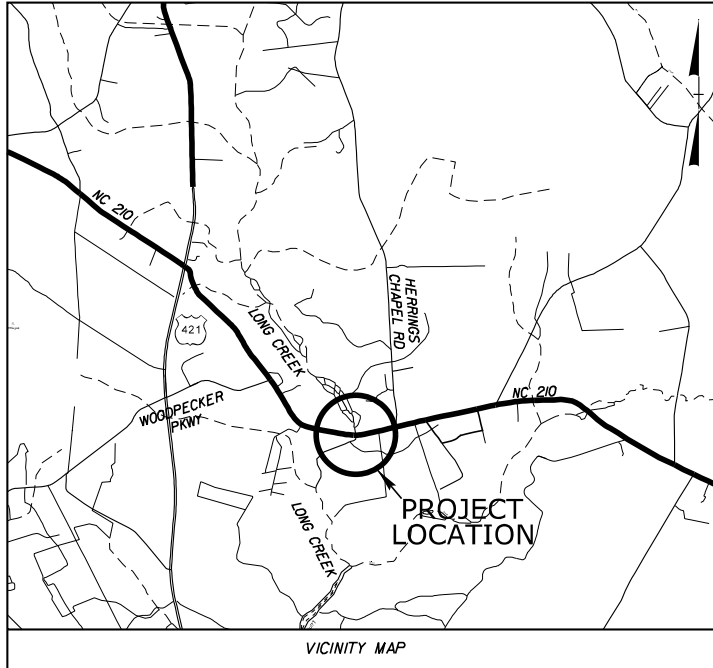 NC 210
421
LONG CREEK
HERRINGS
CHAPEL RD
WOODPECKER
PKWY
NC 210
LONG CREEK
PROJECT
LOCATION
VICINITY MAP